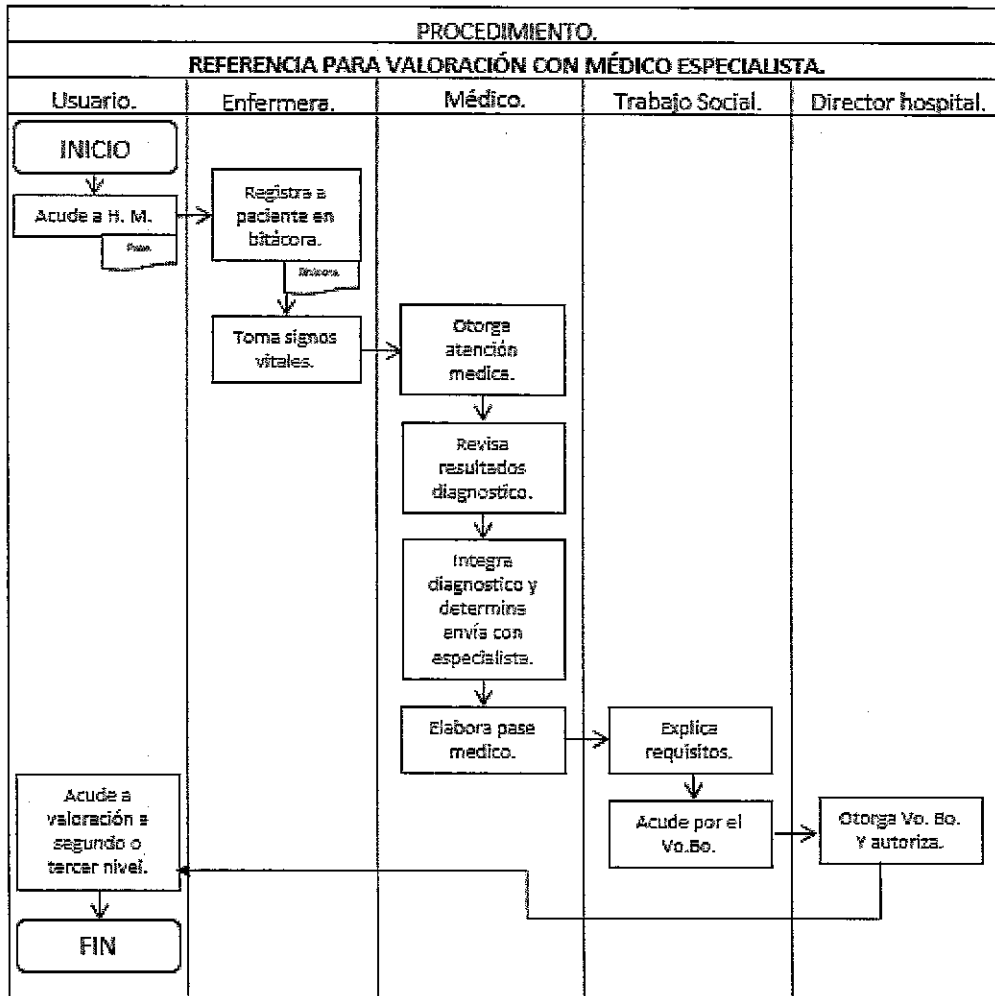 PROCEDIMIENTO.
REFERENCIA PARA VALORACIÓN CON MÉDICO ESPECIALISTA.
Usuario.
Enfermera.
Médico.
Trabajo Social.
Director hospital.
INICIO
Acude a H. M.
Pase.
Registra a
paciente en
bitácora.
Bitácora.
Toma signos
vitales.
Otorga
atención
medica.
Revisa
resultados
diagnostico.
Integra
diagnostico y
determina
envía con
especialista.
Elabora pase
medico.
Explica
requisitos.
Acude por el
Vo.Bo.
Otorga Vo. Bo.
Y autoriza.
Acude a
valoración a
segundo o
tercer nivel.
FIN